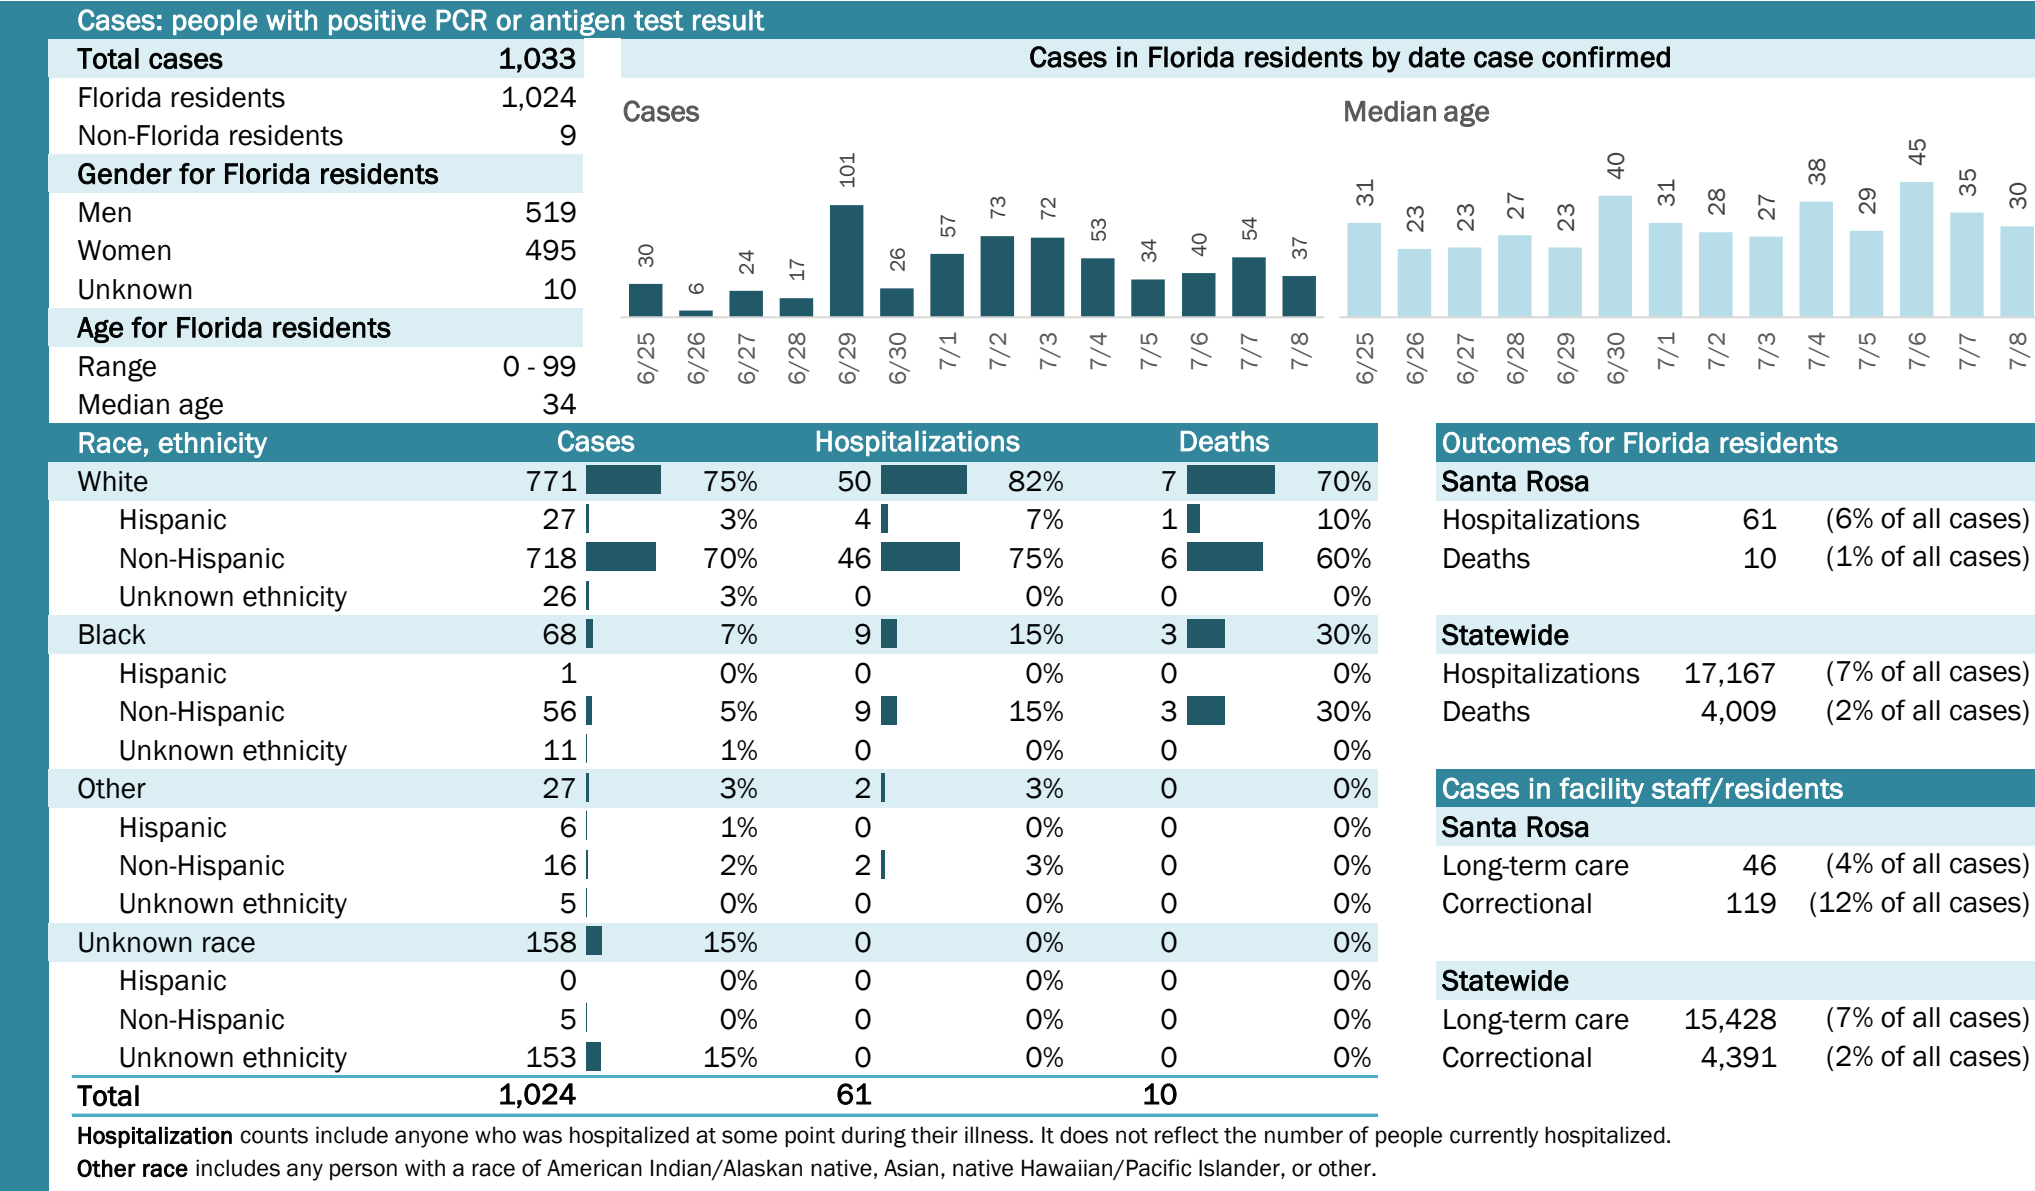 Cases: people with positive PCR or antigen test result
Total cases 1,033
Florida residents 1,024
Non-Florida residents 9
Gender for Florida residents
Men 519
Women 495
Unknown 10
Age for Florida residents
Range 0 - 99
Median age 34
Cases in Florida residents by date case confirmed
Cases
30 6 24 17 101 26 57 73 72 53 34 40 54 37
6/25 6/26 6/27 6/28 6/29 6/30 7/1 7/2 7/3 7/4 7/5 7/6 7/7 7/8
Median age
31 23 23 27 23 40 31 28 27 38 29 45 35 30
6/25 6/26 6/27 6/28 6/29 6/30 7/1 7/2 7/3 7/4 7/5 7/6 7/7 7/8
Race, ethnicity Cases Hospitalizations Deaths
White 771 75% 50 82% 7 70%
Hispanic 27 3% 4 7% 1 10%
Non-Hispanic 718 70% 46 75% 6 60%
Unknown ethnicity 26 3% 0 0% 0 0%
Black 68 7% 9 15% 3 30%
Hispanic 1 0% 0 0% 0 0%
Non-Hispanic 56 5% 9 15% 3 30%
Unknown ethnicity 11 1% 0 0% 0 0%
Other 27 3% 2 3% 0 0%
Hispanic 6 1% 0 0% 0 0%
Non-Hispanic 16 2% 2 3% 0 0%
Unknown ethnicity 5 0% 0 0% 0 0%
Unknown race 158 15% 0 0% 0 0%
Hispanic 0 0% 0 0% 0 0%
Non-Hispanic 5 0% 0 0% 0 0%
Unknown ethnicity 153 15% 0 0% 0 0%
Total 1,024 61 10
Outcomes for Florida residents
Santa Rosa
Hospitalizations 61 (6% of all cases)
Deaths 10 (1% of all cases)
Statewide
Hospitalizations 17,167 (7% of all cases)
Deaths 4,009 (2% of all cases)
Cases in facility staff/residents
Santa Rosa
Long-term care 46 (4% of all cases)
Correctional 119 (12% of all cases)
Statewide
Long-term care 15,428 (7% of all cases)
Correctional 4,391 (2% of all cases)
Hospitalization counts include anyone who was hospitalized at some point during their illness. It does not reflect the number of people currently hospitalized.
Other race includes any person with a race of American Indian/Alaskan native, Asian, native Hawaiian/Pacific Islander, or other.